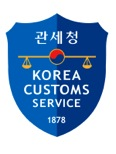 관세청
KOREA
CUSTOMS
SERVICE
1878